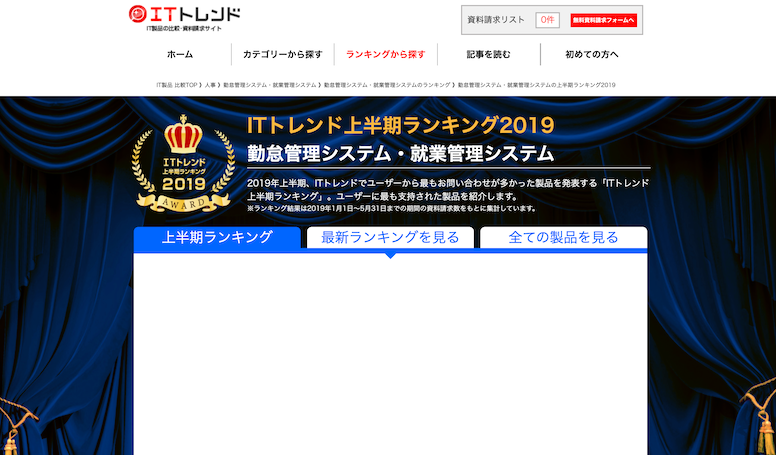 ITトレンド
IT製品の比較・資料請求サイト
資料請求リスト 0件 無料資料請求フォームへ
ホーム カテゴリーから探す ランキングから探す 記事を読む 初めての方へ
IT製品 比較TOP 》 人事 》 勤怠管理システム・就業管理システム 》 勤怠管理システム・就業管理システムのランキング 》 勤怠管理システム・就業管理システムの上半期ランキング2019
ITトレンド
上半期ランキング
2019
AWARD
ITトレンド上半期ランキング2019
勤怠管理システム・就業管理システム
2019年上半期、ITトレンドでユーザーから最もお問い合わせが多かった製品を発表する「ITトレンド
上半期ランキング」。ユーザーに最も支持された製品を紹介します。
※ランキング結果は2019年1月1日〜5月31日までの期間の資料請求数をもとに集計しています。
上半期ランキング 最新ランキングを見る 全ての製品を見る